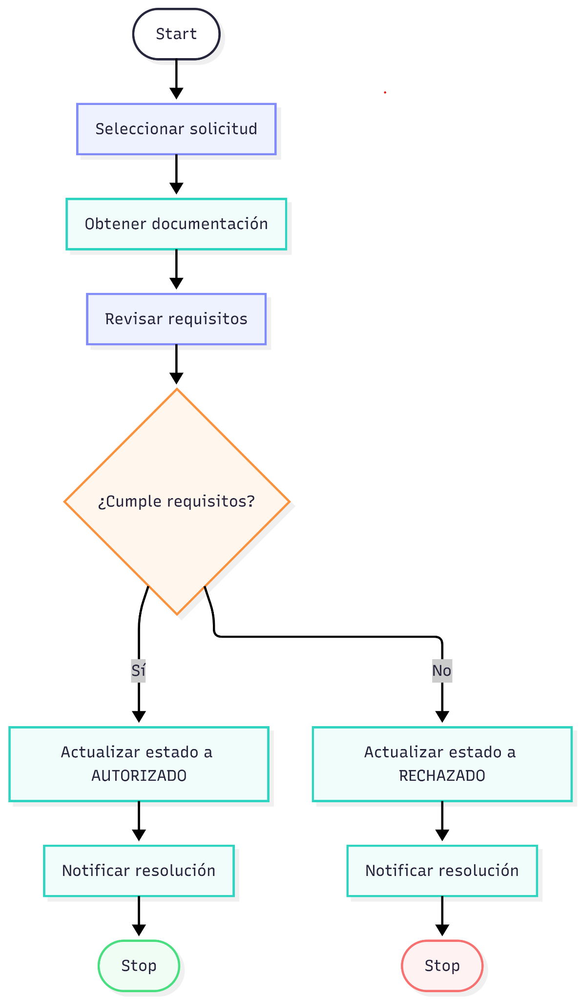 Start
Seleccionar solicitud
Obtener documentación
Revisar requisitos
¿Cumple requisitos?
Sí
No
Actualizar estado a
AUTORIZADO
Actualizar estado a
RECHAZADO
Notificar resolución
Notificar resolución
Stop
Stop